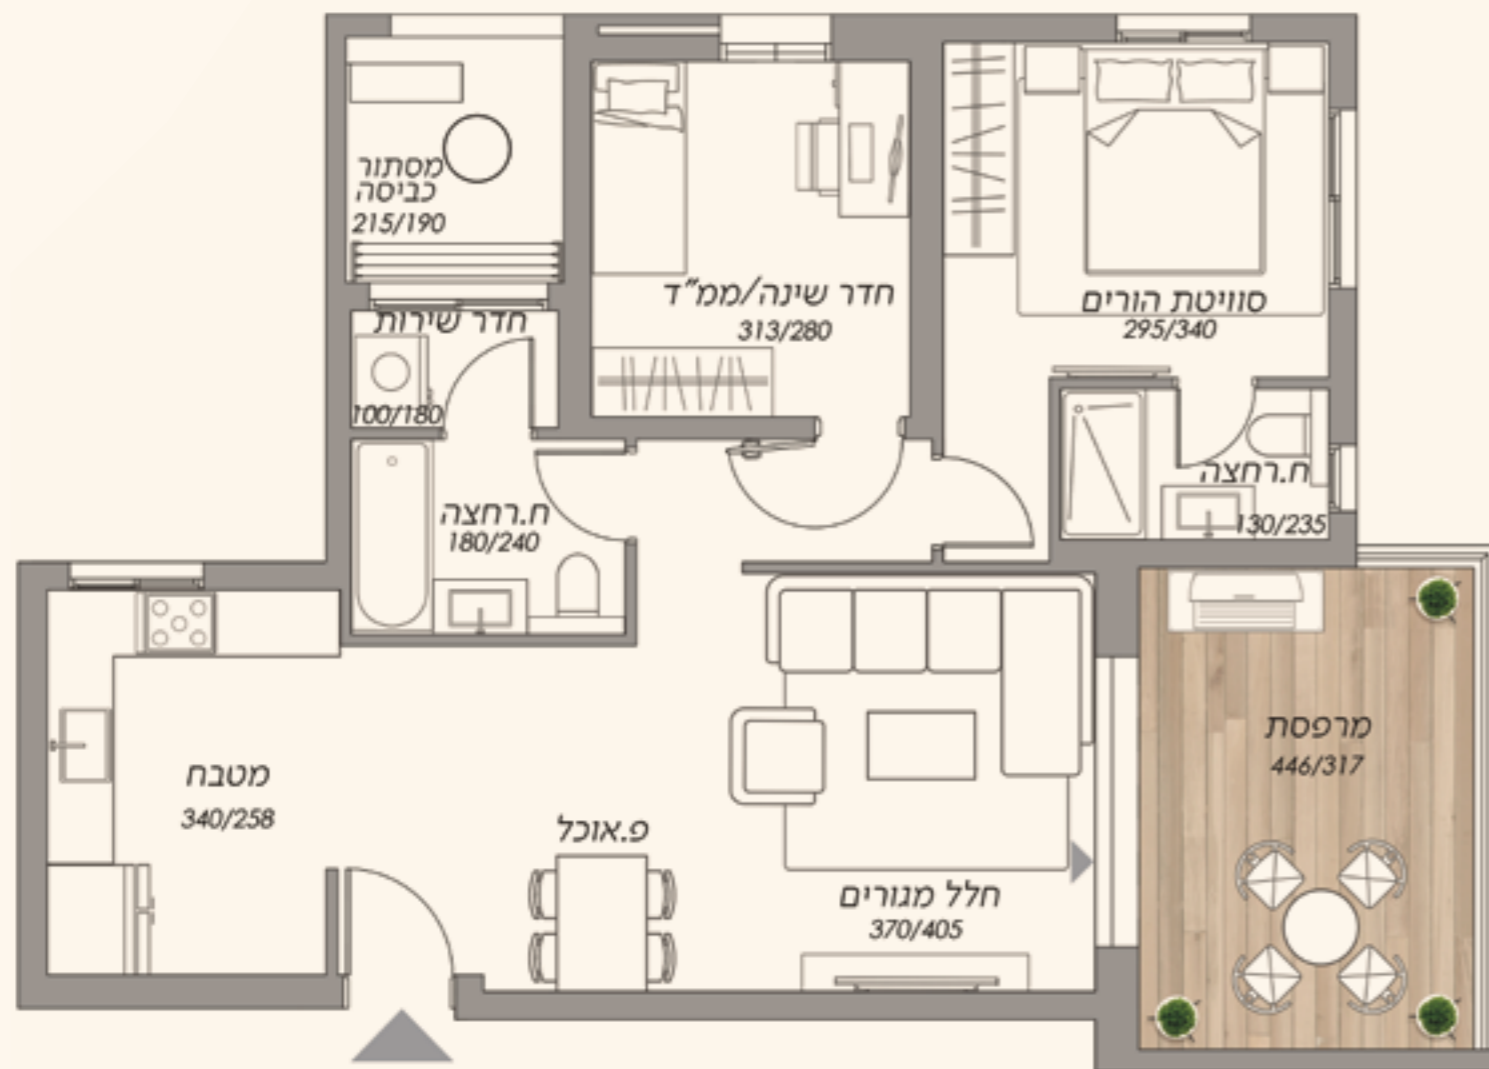 מסתור
כביסה
215/190
חדר שינה/ממ״ד
313/280
סוויטת הורים
295/340
חדר שירות
100/180
ח.רחצה
180/240
ח.רחצה
130/235
מרפסת
446/317
מטבח
340/258
פ.אוכל
חלל מגורים
370/405